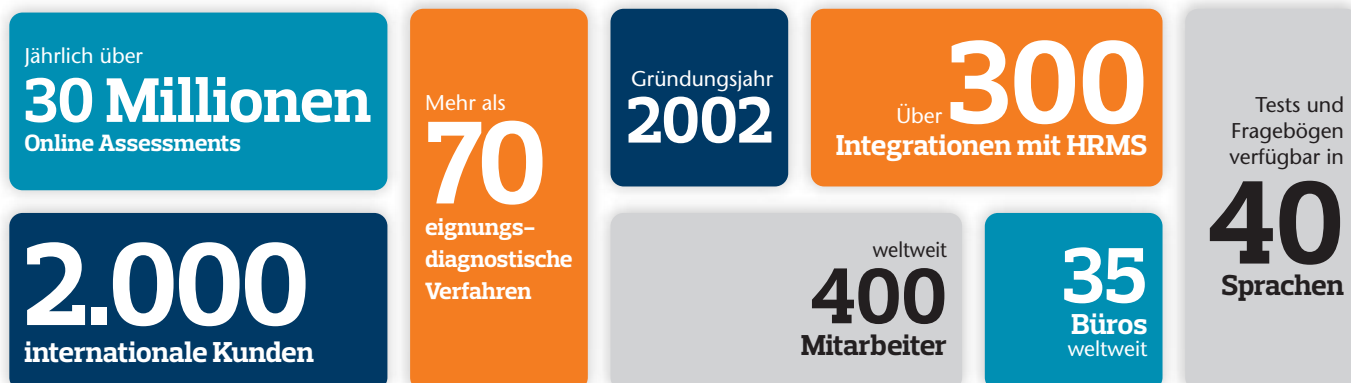 Jährlich über
30 Millionen
Online Assessments
2.000
internationale Kunden
Mehr als
70
eignungs-
diagnostische
Verfahren
Gründungsjahr
2002
Über 300
Integrationen mit HRMS
weltweit
400
Mitarbeiter
35
Büros
weltweit
Tests und
Fragebögen
verfügbar in
40
Sprachen